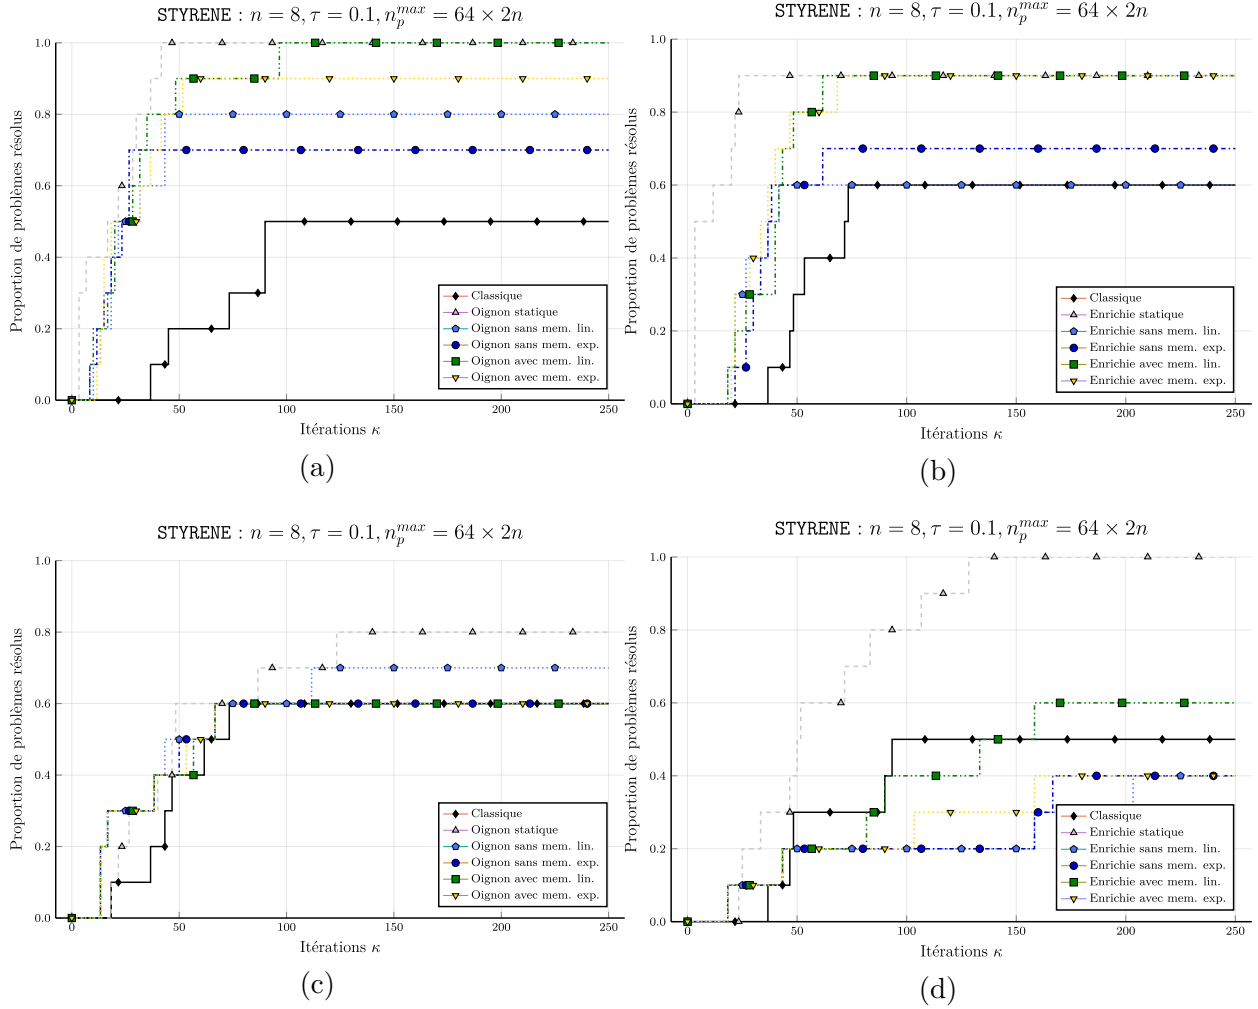 STYRENE : n = 8, τ = 0.1, n_p^{max} = 64 × 2n
Proportion de problèmes résolus
1.0
0.8
0.6
0.4
0.2
0.0
0
50
100
150
200
250
Itérations κ
Classique
Oignon statique
Oignon sans mem. lin.
Oignon sans mem. exp.
Oignon avec mem. lin.
Oignon avec mem. exp.
(a)
STYRENE : n = 8, τ = 0.1, n_p^{max} = 64 × 2n
Proportion de problèmes résolus
1.0
0.8
0.6
0.4
0.2
0.0
0
50
100
150
200
250
Itérations κ
Classique
Enrichie statique
Enrichie sans mem. lin.
Enrichie sans mem. exp.
Enrichie avec mem. lin.
Enrichie avec mem. exp.
(b)
STYRENE : n = 8, τ = 0.1, n_p^{max} = 64 × 2n
Proportion de problèmes résolus
1.0
0.8
0.6
0.4
0.2
0.0
0
50
100
150
200
250
Itérations κ
Classique
Oignon statique
Oignon sans mem. lin.
Oignon sans mem. exp.
Oignon avec mem. lin.
Oignon avec mem. exp.
(c)
STYRENE : n = 8, τ = 0.1, n_p^{max} = 64 × 2n
Proportion de problèmes résolus
1.0
0.8
0.6
0.4
0.2
0.0
0
50
100
150
200
250
Itérations κ
Classique
Enrichie statique
Enrichie sans mem. lin.
Enrichie sans mem. exp.
Enrichie avec mem. lin.
Enrichie avec mem. exp.
(d)